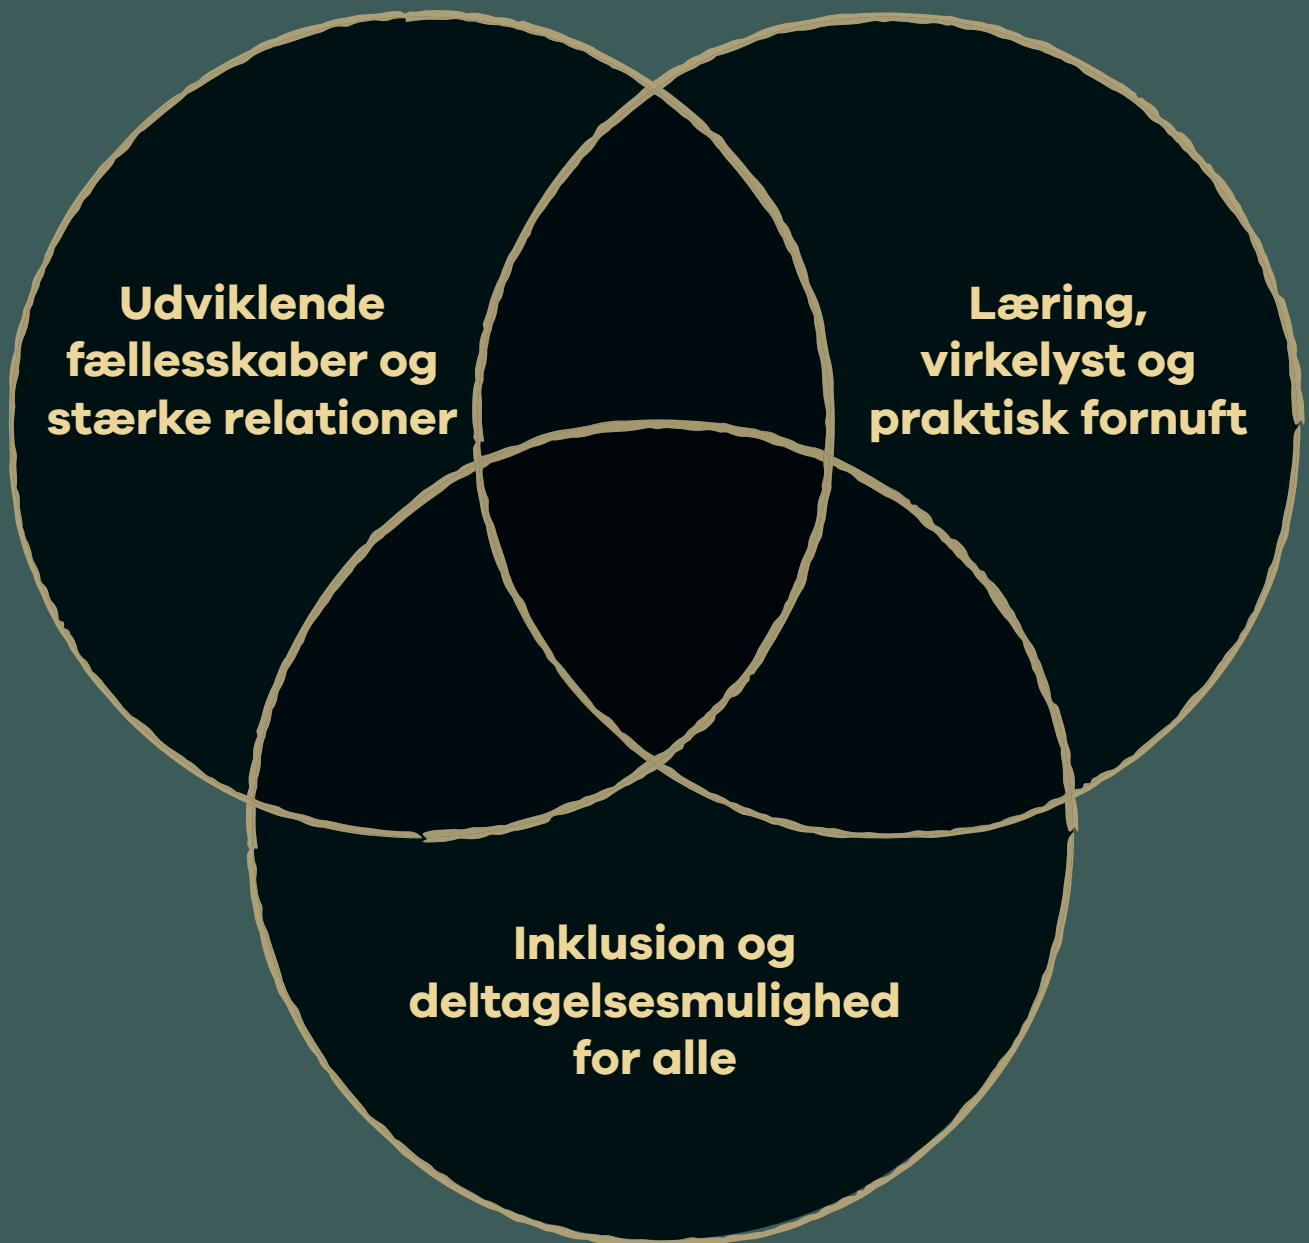 Udviklende
fællesskaber og
stærke relationer
Læring,
virkelyst og
praktisk fornuft
Inklusion og
deltagelsesmulighed
for alle